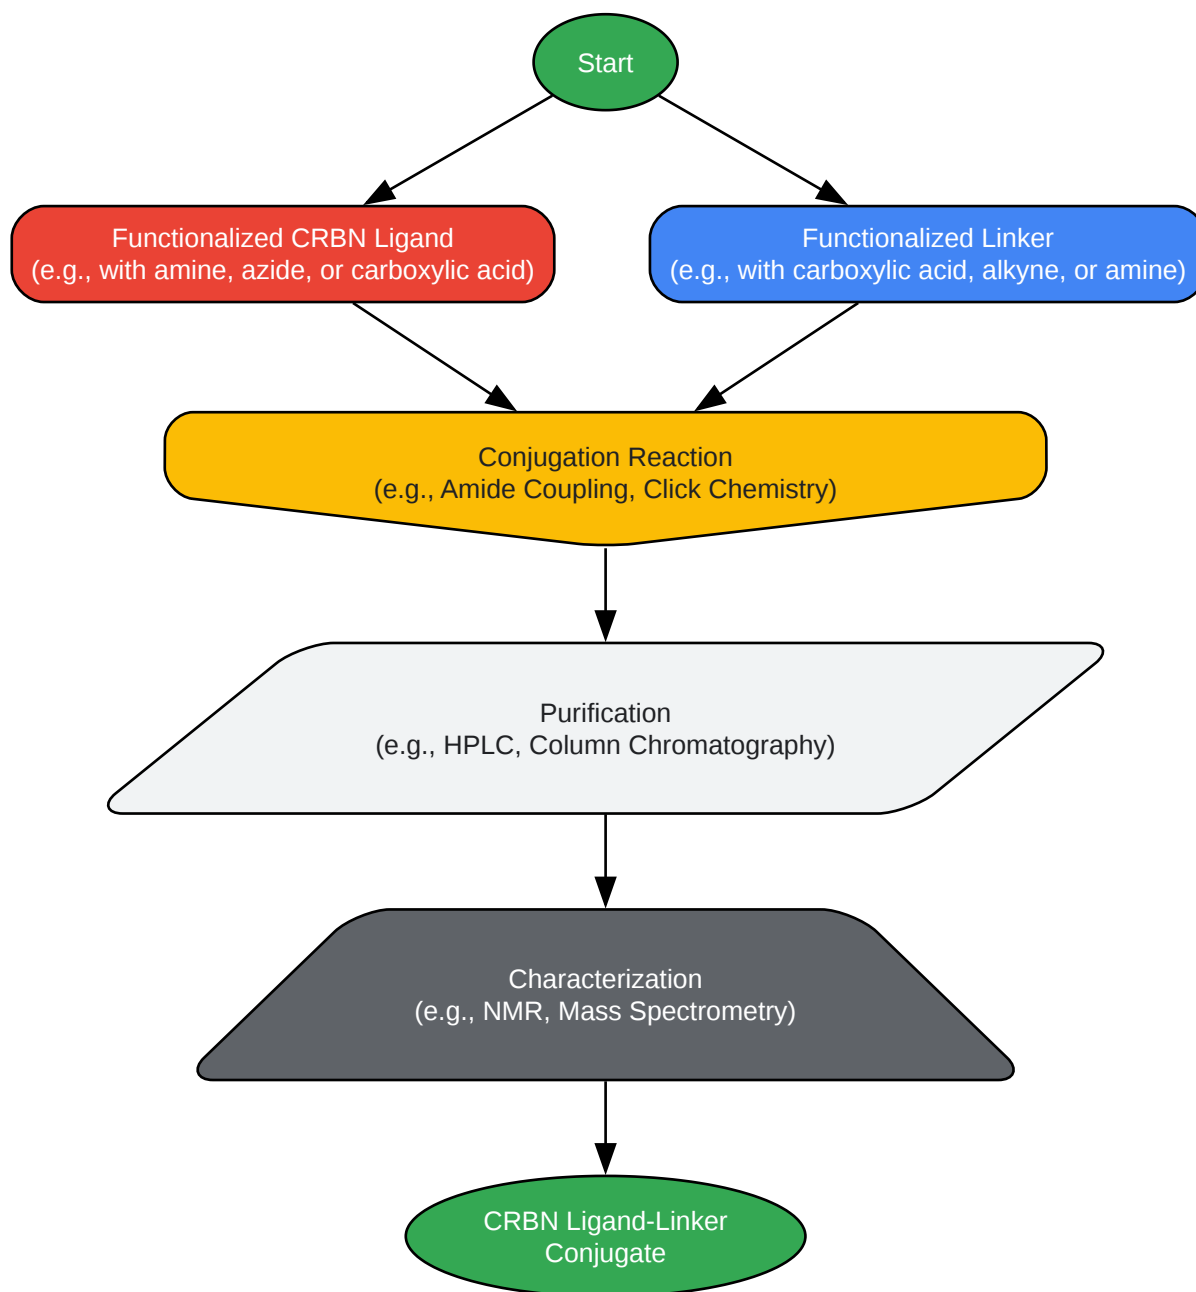 Start
Functionalized CRBN Ligand
(e.g., with amine, azide, or carboxylic acid)
Functionalized Linker
(e.g., with carboxylic acid, alkyne, or amine)
Conjugation Reaction
(e.g., Amide Coupling, Click Chemistry)
Purification
(e.g., HPLC, Column Chromatography)
Characterization
(e.g., NMR, Mass Spectrometry)
CRBN Ligand-Linker
Conjugate